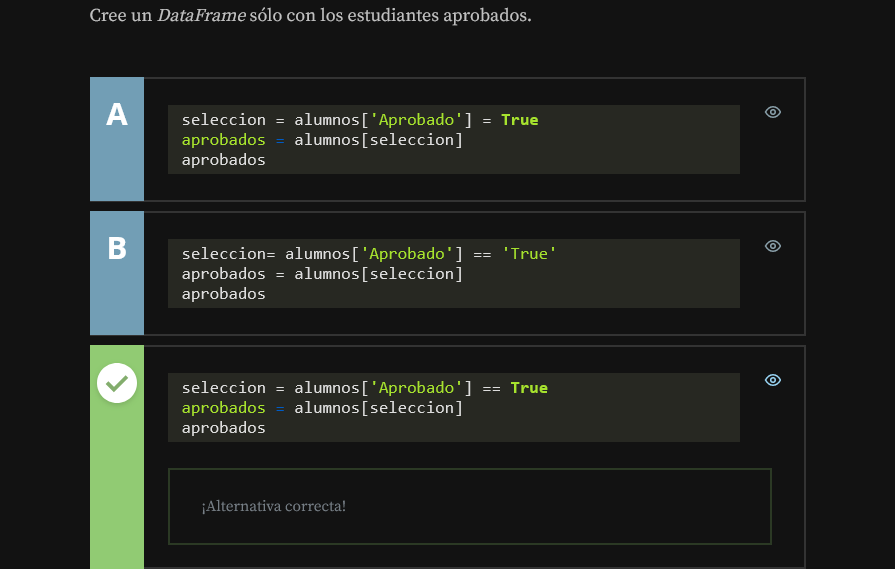 Cree un DataFrame sólo con los estudiantes aprobados.
A
seleccion = alumnos['Aprobado'] = True
aprobados = alumnos[seleccion]
aprobados
B
seleccion= alumnos['Aprobado'] == 'True'
aprobados = alumnos[seleccion]
aprobados
seleccion = alumnos['Aprobado'] == True
aprobados = alumnos[seleccion]
aprobados
¡Alternativa correcta!